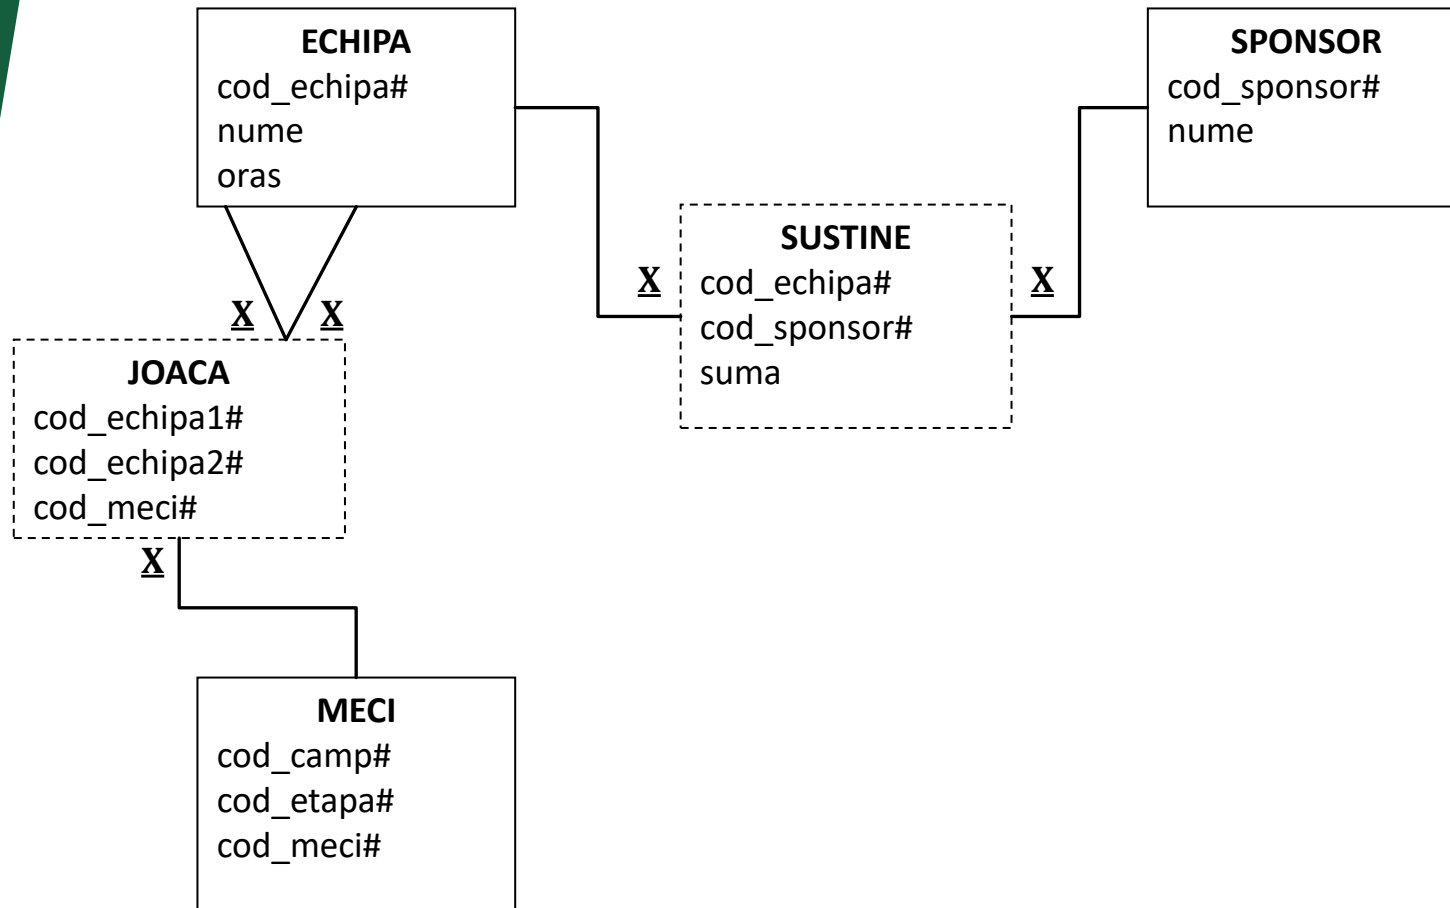 ECHIPA
cod_echipa#
nume
oras
SPONSOR
cod_sponsor#
nume
SUSTINE
cod_echipa#
cod_sponsor#
suma
X
X
X
X
JOACA
cod_echipa1#
cod_echipa2#
cod_meci#
X
MECI
cod_camp#
cod_etapa#
cod_meci#